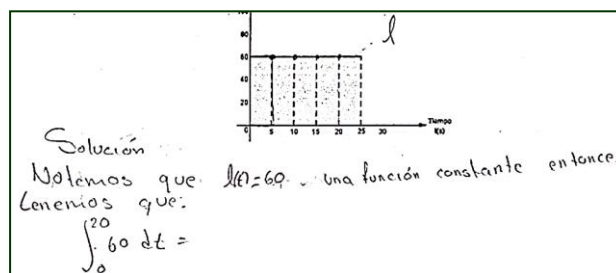 80
60
40
20
0 5 10 15 20 25 30
Tiempo
t(s)
l
Solución
Notemos que l(t)=60 una función constante entonce
tenemos que:
∫₀²⁰ 60 dt =